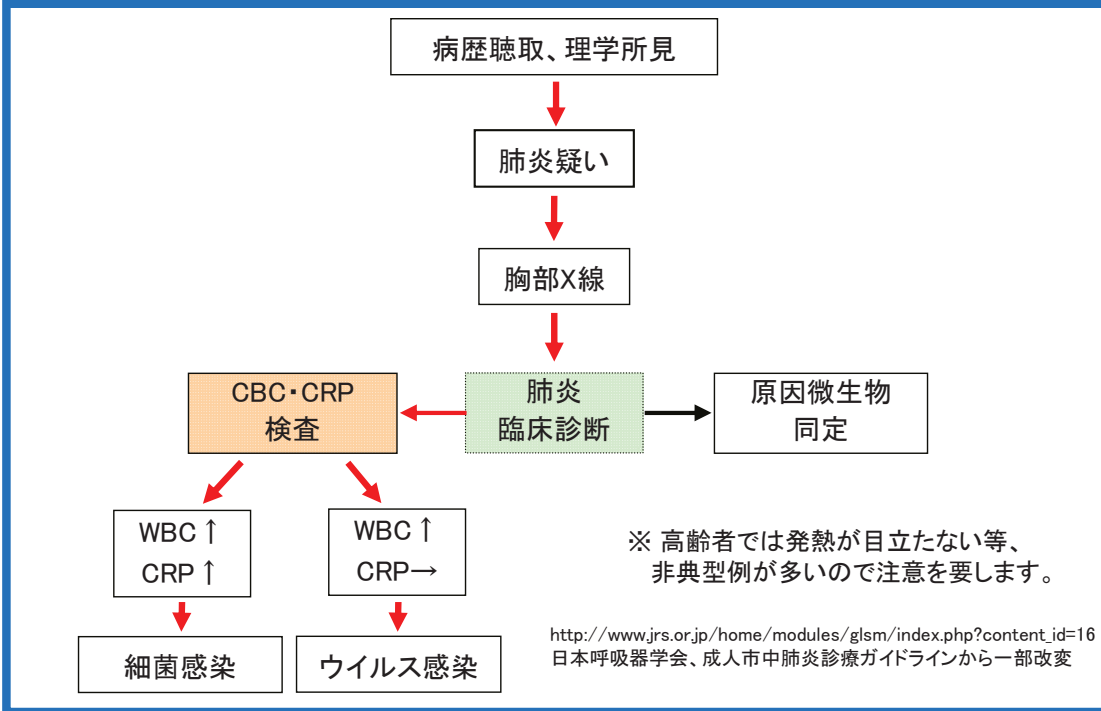 病歴聴取、理学所見
肺炎疑い
胸部X線
CBC・CRP
検査
肺炎
臨床診断
原因微生物
同定
WBC↑
CRP↑
WBC↑
CRP→
細菌感染
ウイルス感染
※ 高齢者では発熱が目立たない等、
非典型例が多いので注意を要します。
http://www.jrs.or.jp/home/modules/glsm/index.php?content_id=16
日本呼吸器学会、成人市中肺炎診療ガイドラインから一部改変